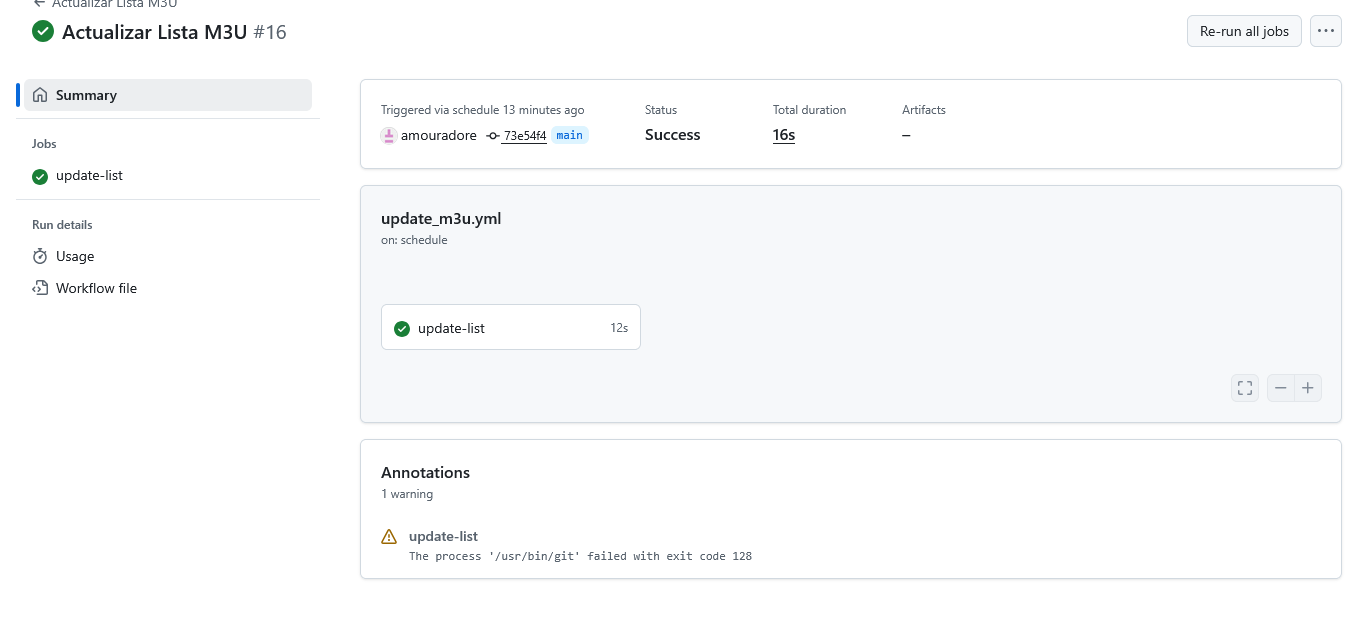 ← Actualizar Lista M3U
Actualizar Lista M3U #16
Re-run all jobs
···
Summary
Jobs
update-list
Run details
Usage
Workflow file
Triggered via schedule 13 minutes ago
amouradore 73e54f4 main
Status
Success
Total duration
16s
Artifacts
–
update_m3u.yml
on: schedule
update-list 12s
Annotations
1 warning
update-list
The process '/usr/bin/git' failed with exit code 128